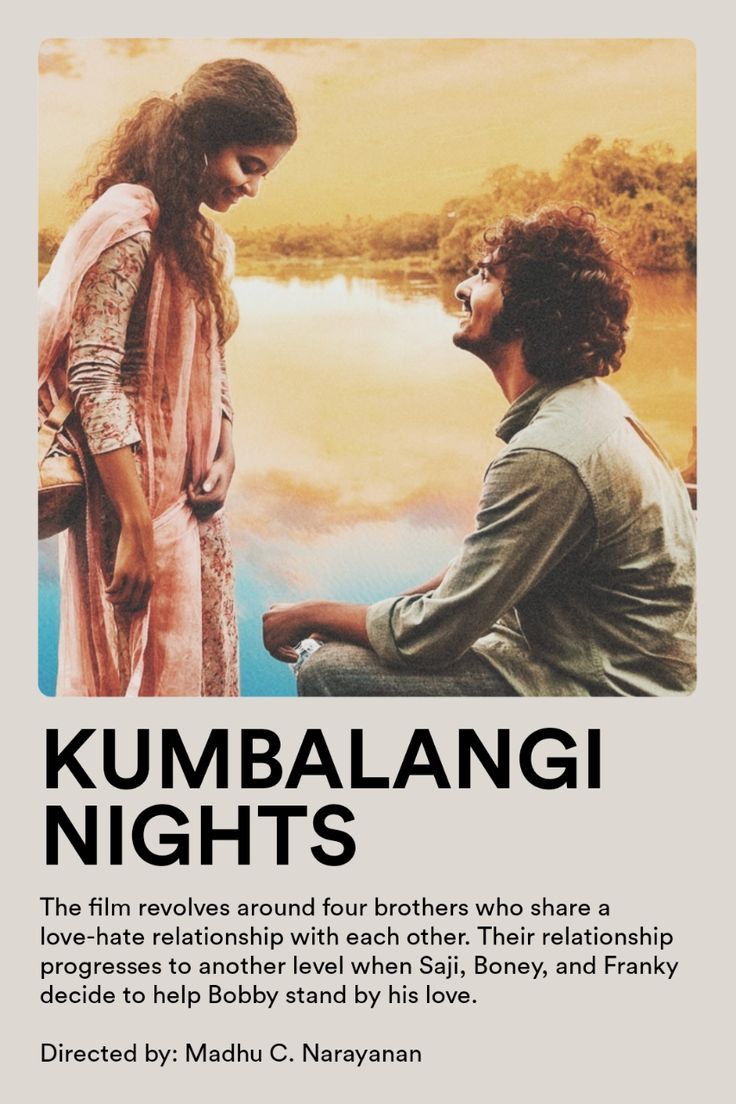 KUMBALANGI
NIGHTS
The film revolves around four brothers who share a
love-hate relationship with each other. Their relationship
progresses to another level when Saji, Boney, and Franky
decide to help Bobby stand by his love.
Directed by: Madhu C. Narayanan